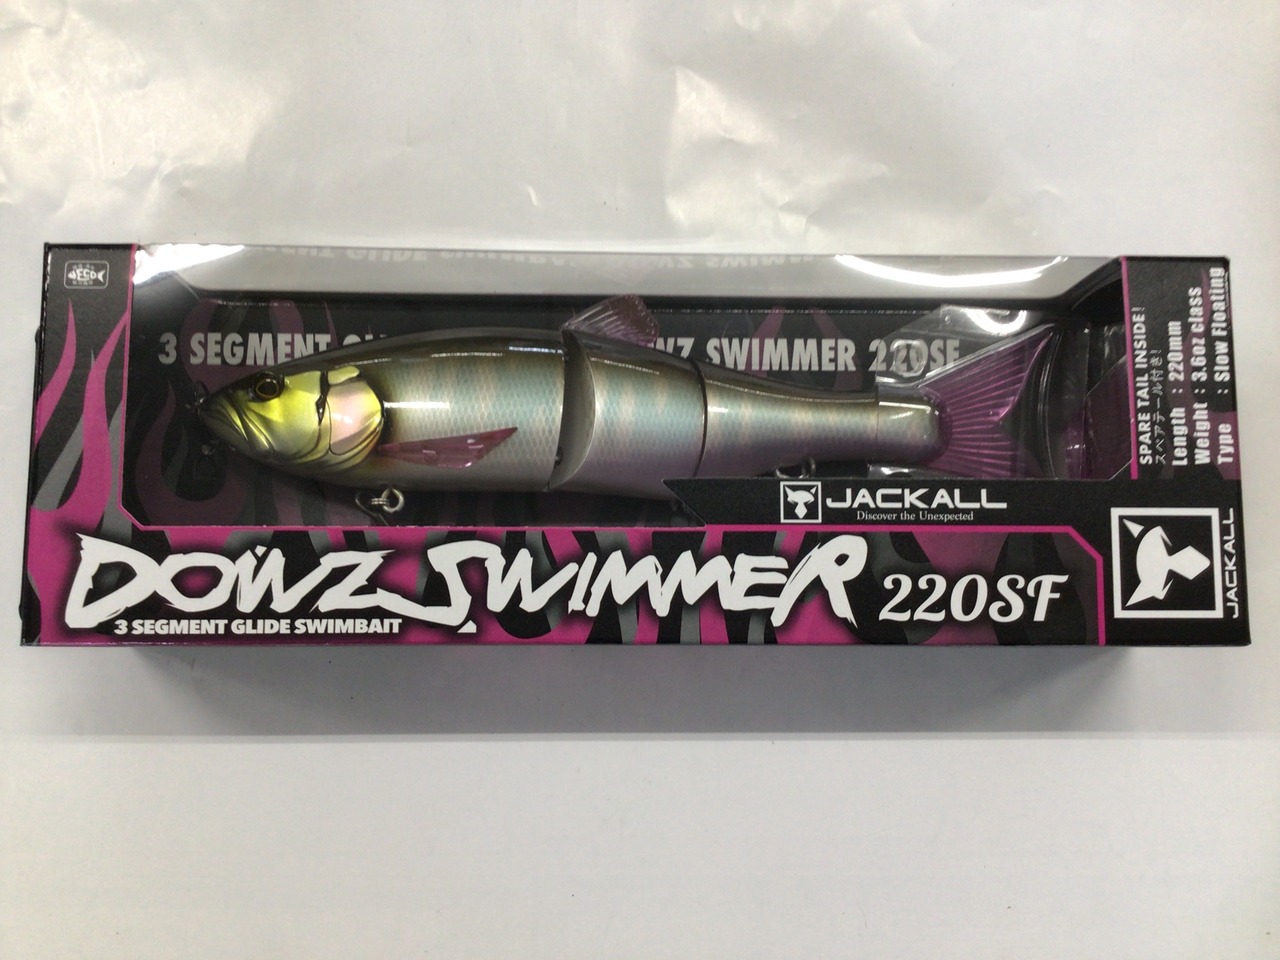 ECO
3 SEGMENT GL
WZ SWIMMER 220SF
SPARE TAIL INSIDE!
スペアテール付き!
Length : 220mm
Weight : 3.6oz class
Type : Slow Floating
JACKALL
Discover the Unexpected
DOWZ SWIMMER 220SF
3 SEGMENT GLIDE SWIMBAIT
JACKALL